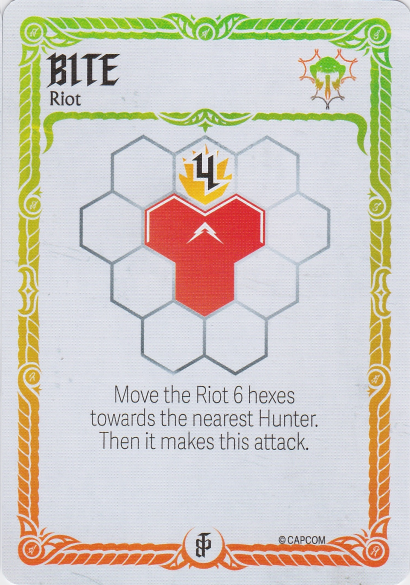 BITE
Riot
4
Move the Riot 6 hexes
towards the nearest Hunter.
Then it makes this attack.
© CAPCOM